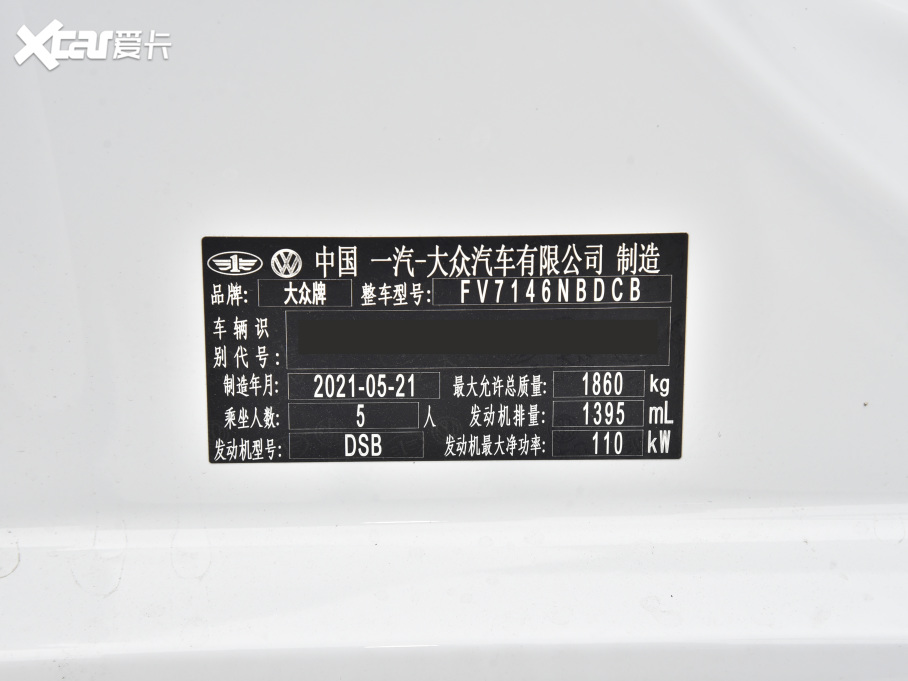 Xcar爱卡
1 中国 一汽-大众汽车有限公司 制造
品牌: 大众牌 整车型号: FV7146NBDCB
车辆识
别代号:
制造年月: 2021-05-21 最大允许总质量: 1860 kg
乘坐人数: 5 人 发动机排量: 1395 mL
发动机型号: DSB 发动机最大净功率: 110 kW